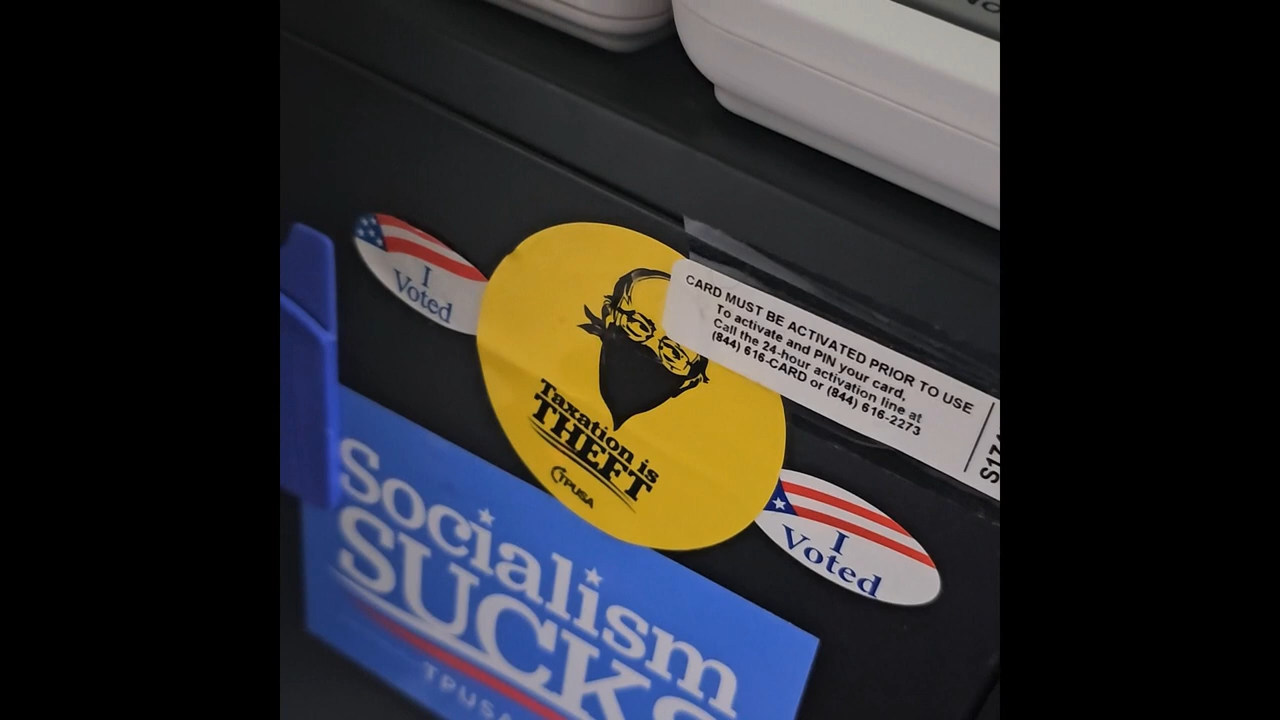 I
Voted
CARD MUST BE ACTIVATED PRIOR TO USE
To activate and PIN your card,
Call the 24-hour activation line at
(844) 616-CARD or (844) 616-2273
Taxation is
THEFT
TPUSA
I
Voted
Socialism
SUCKS
TPUSA